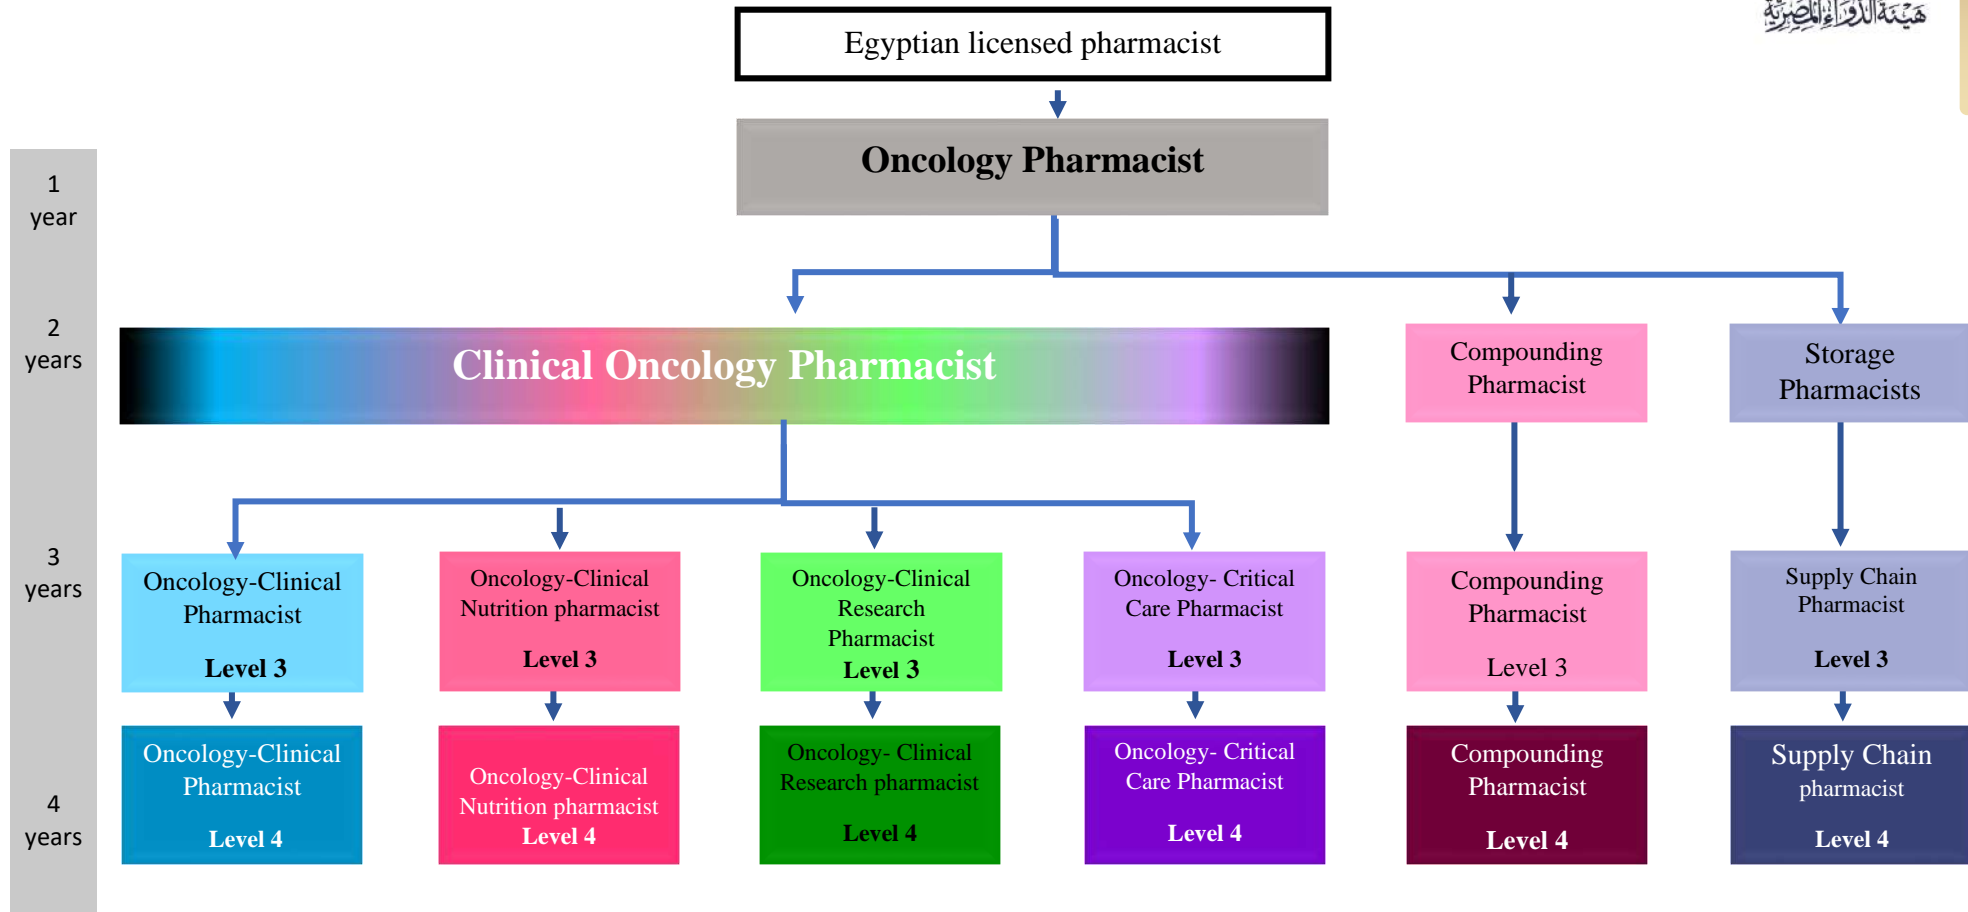 هيئة الدواء المصرية
Egyptian licensed pharmacist
Oncology Pharmacist
1
year
2
years
Clinical Oncology Pharmacist
Compounding
Pharmacist
Storage
Pharmacists
3
years
Oncology-Clinical
Pharmacist
Level 3
Oncology-Clinical
Nutrition pharmacist
Level 3
Oncology-Clinical
Research
Pharmacist
Level 3
Oncology- Critical
Care Pharmacist
Level 3
Compounding
Pharmacist
Level 3
Supply Chain
Pharmacist
Level 3
4
years
Oncology-Clinical
Pharmacist
Level 4
Oncology-Clinical
Nutrition pharmacist
Level 4
Oncology- Clinical
Research pharmacist
Level 4
Oncology- Critical
Care Pharmacist
Level 4
Compounding
Pharmacist
Level 4
Supply Chain
pharmacist
Level 4